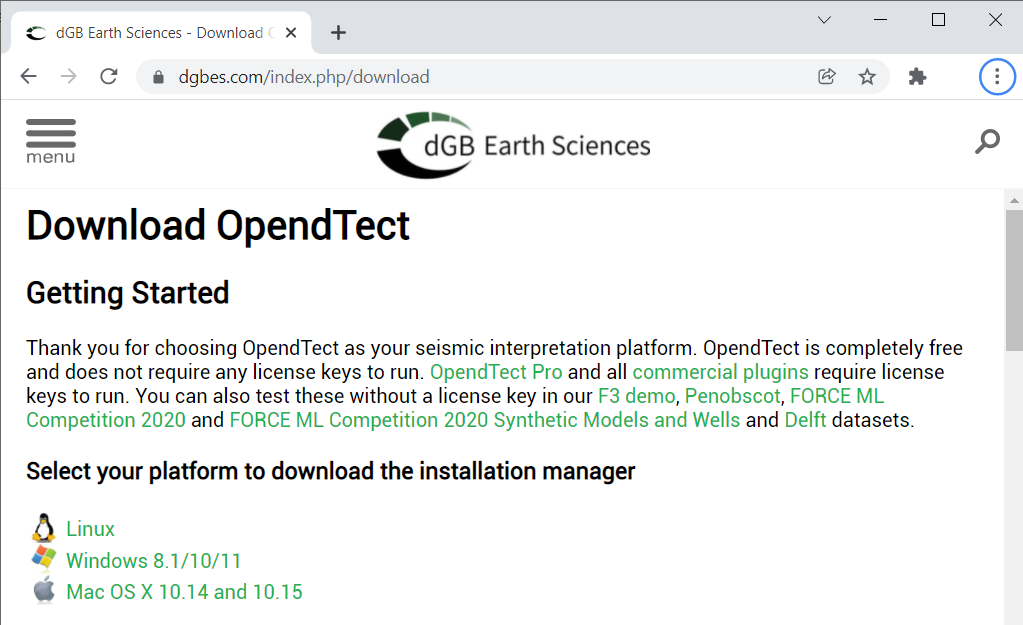 dGB Earth Sciences - Download
dgbes.com/index.php/download
menu
dGB Earth Sciences
Download OpendTect
Getting Started
Thank you for choosing OpendTect as your seismic interpretation platform. OpendTect is completely free
and does not require any license keys to run. OpendTect Pro and all commercial plugins require license
keys to run. You can also test these without a license key in our F3 demo, Penobscot, FORCE ML
Competition 2020 and FORCE ML Competition 2020 Synthetic Models and Wells and Delft datasets.
Select your platform to download the installation manager
Linux
Windows 8.1/10/11
Mac OS X 10.14 and 10.15